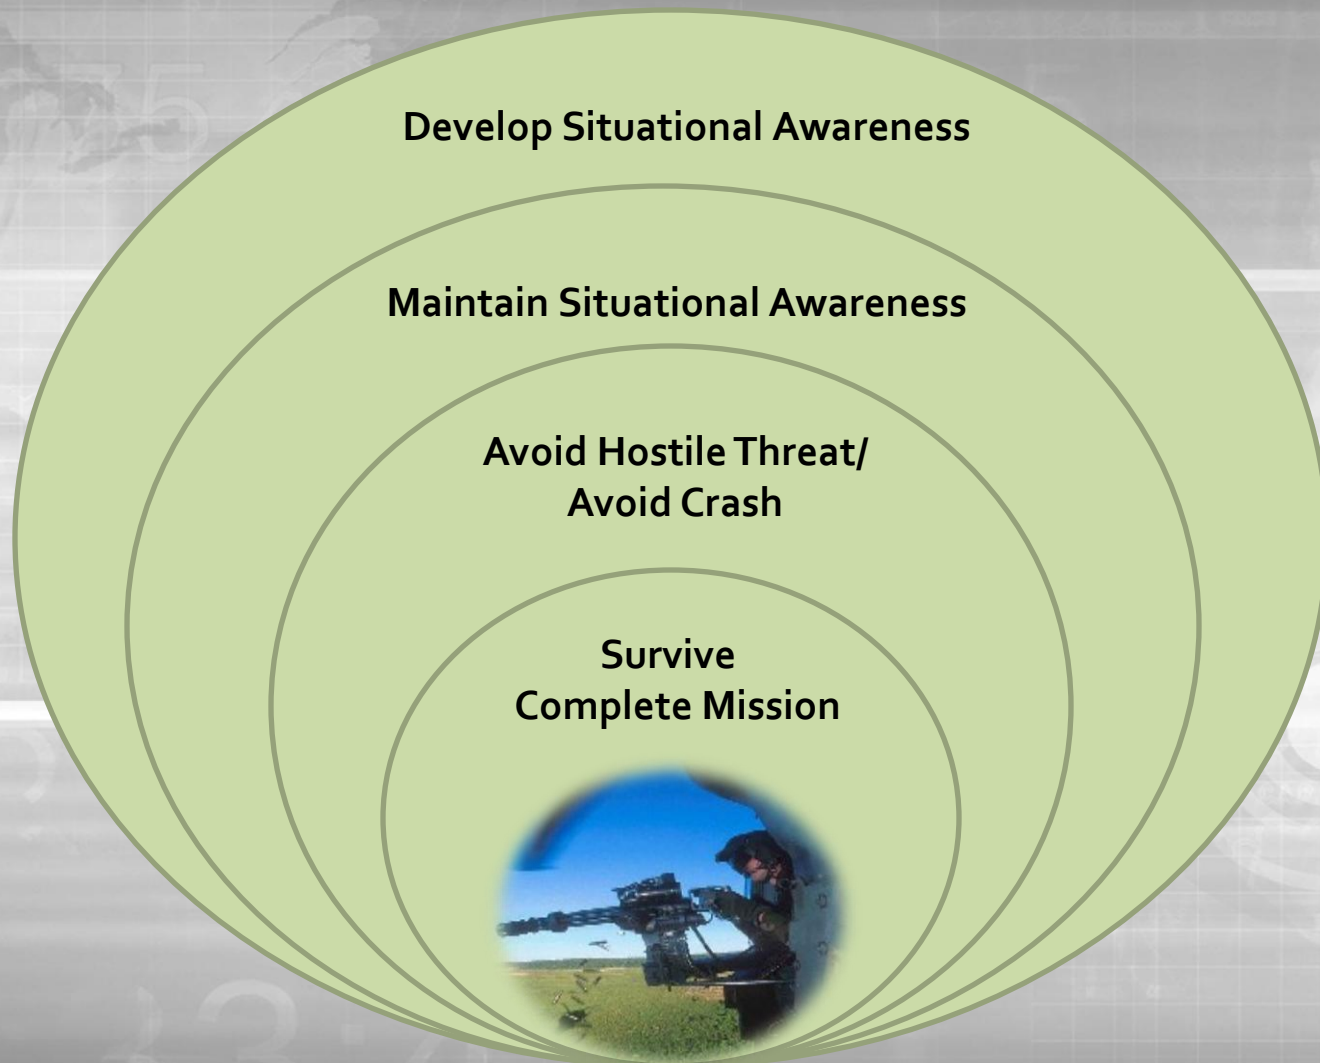 Develop Situational Awareness
Maintain Situational Awareness
Avoid Hostile Threat/
Avoid Crash
Survive
Complete Mission